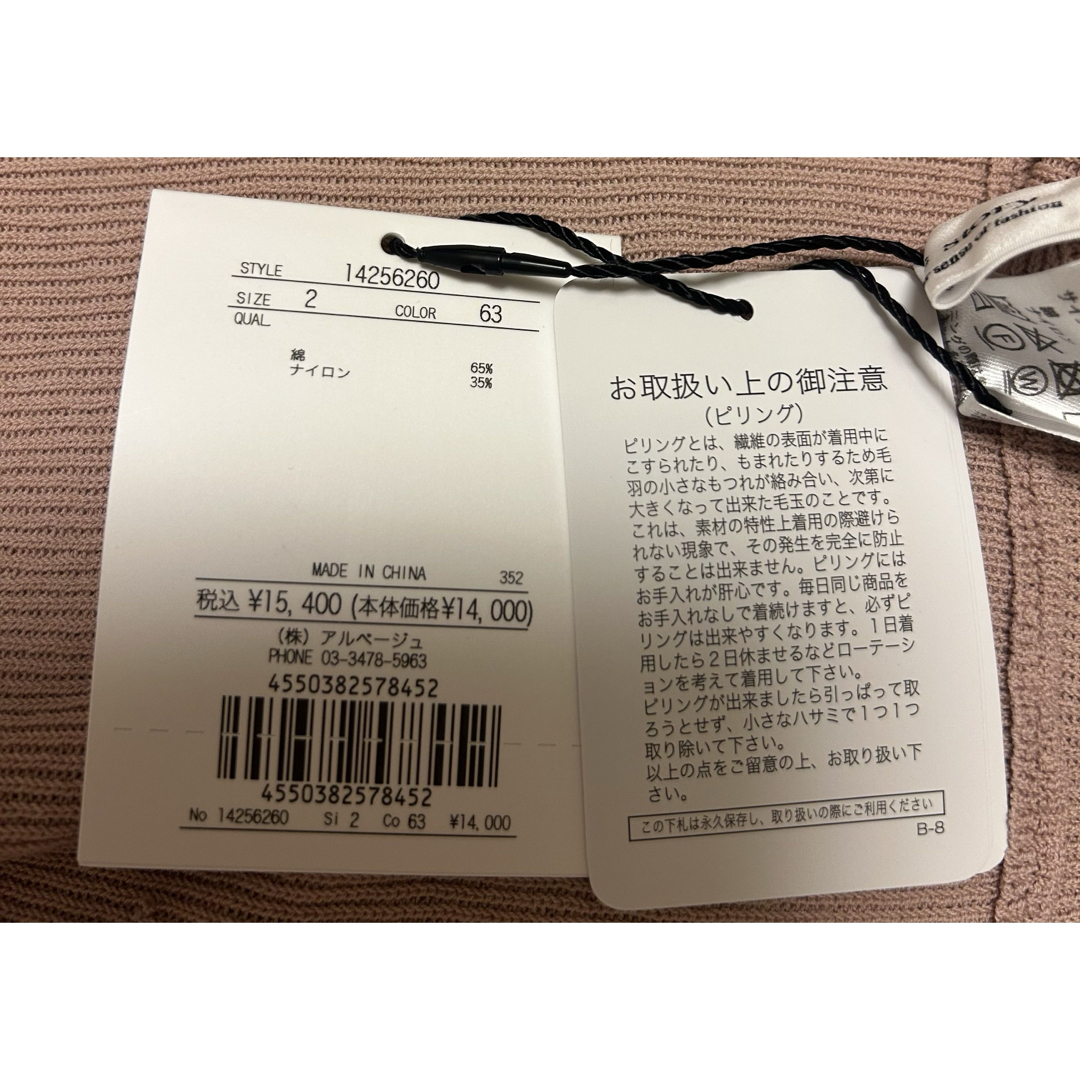 STYLE 14256260
SIZE 2 COLOR 63
QUAL
綿 65%
ナイロン 35%
MADE IN CHINA 352
税込 ¥15,400 (本体価格¥14,000)
(株) アルページュ
PHONE 03-3478-5963
4550382578452
4550382578452
No 14256260 Si 2 Co 63 ¥14,000
お取扱い上の御注意
(ピリング)
ピリングとは、繊維の表面が着用中に
こすられたり、もまれたりするため毛
羽の小さなもつれが絡み合い、次第に
大きくなって出来た毛玉のことです。
これは、素材の特性上着用の際避けら
れない現象で、その発生を完全に防止
することは出来ません。ピリングには
お手入れが肝心です。毎日同じ商品を
お手入れなしで着続けますと、必ずピ
リングは出来やすくなります。1日着
用したら2日休ませるなどローテーシ
ョンを考えて着用して下さい。
ピリングが出来ましたら引っぱって取
ろうとせず、小さなハサミで1つ1つ
取り除いて下さい。
以上の点をご留意の上、お取り扱い下
さい。
この下札は永久保存し、取り扱いの際にご利用ください
B-8
sense of fashion
F
W